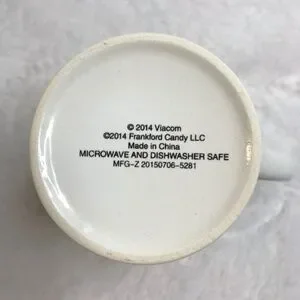 © 2014 Viacom
©2014 Frankford Candy LLC
Made in China
MICROWAVE AND DISHWASHER SAFE
MFG-Z 20150706-5281